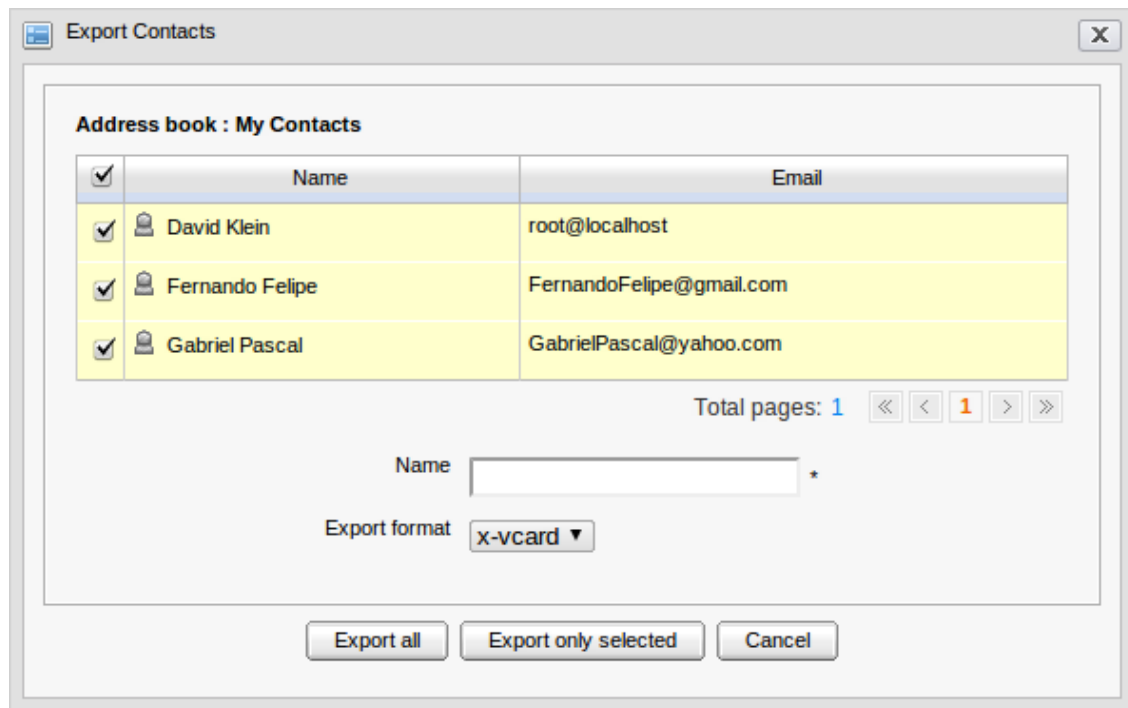 Export Contacts X
Address book : My Contacts
Name Email
David Klein root@localhost
Fernando Felipe FernandoFelipe@gmail.com
Gabriel Pascal GabrielPascal@yahoo.com
Total pages: 1 « < 1 > »
Name *
Export format x-vcard ▼
Export all Export only selected Cancel